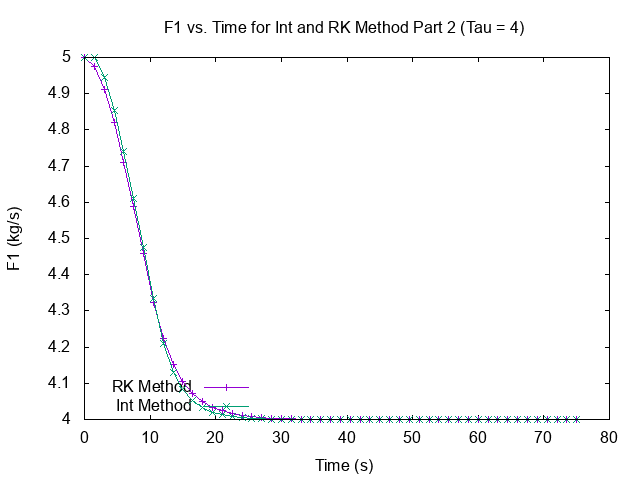 F1 vs. Time for Int and RK Method Part 2 (Tau = 4)
5
4.9
4.8
4.7
4.6
4.5
4.4
4.3
4.2
4.1
4
F1 (kg/s)
RK Method
Int Method
0 10 20 30 40 50 60 70 80
Time (s)